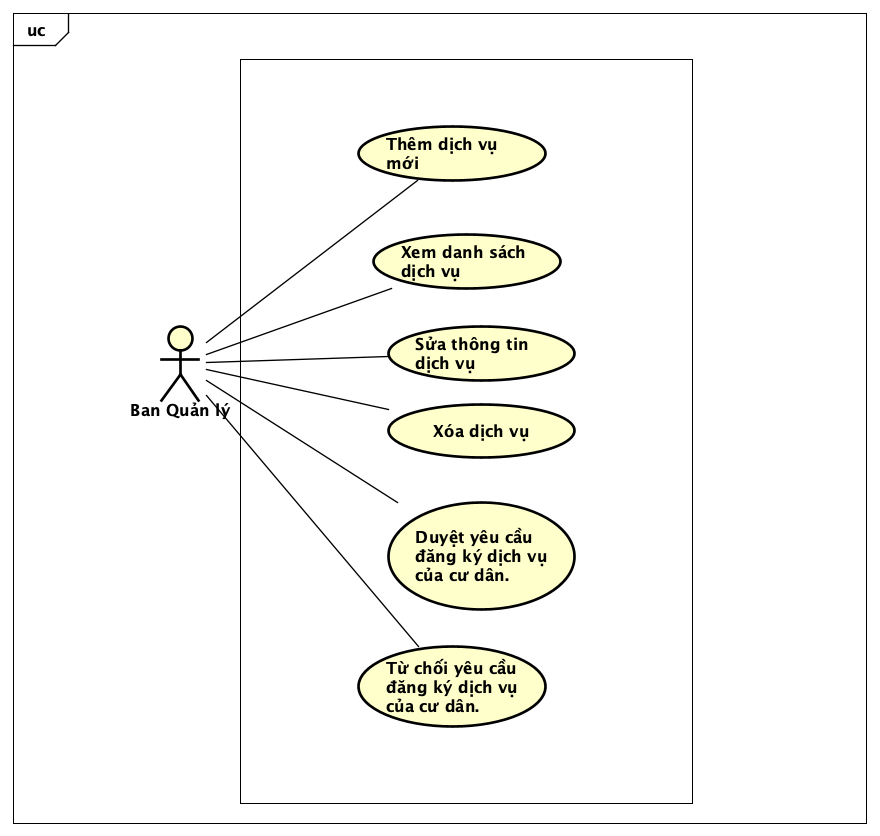 uc
Thêm dịch vụ
mới
Xem danh sách
dịch vụ
Sửa thông tin
dịch vụ
Ban Quản lý
Xóa dịch vụ
Duyệt yêu cầu
đăng ký dịch vụ
của cư dân.
Từ chối yêu cầu
đăng ký dịch vụ
của cư dân.